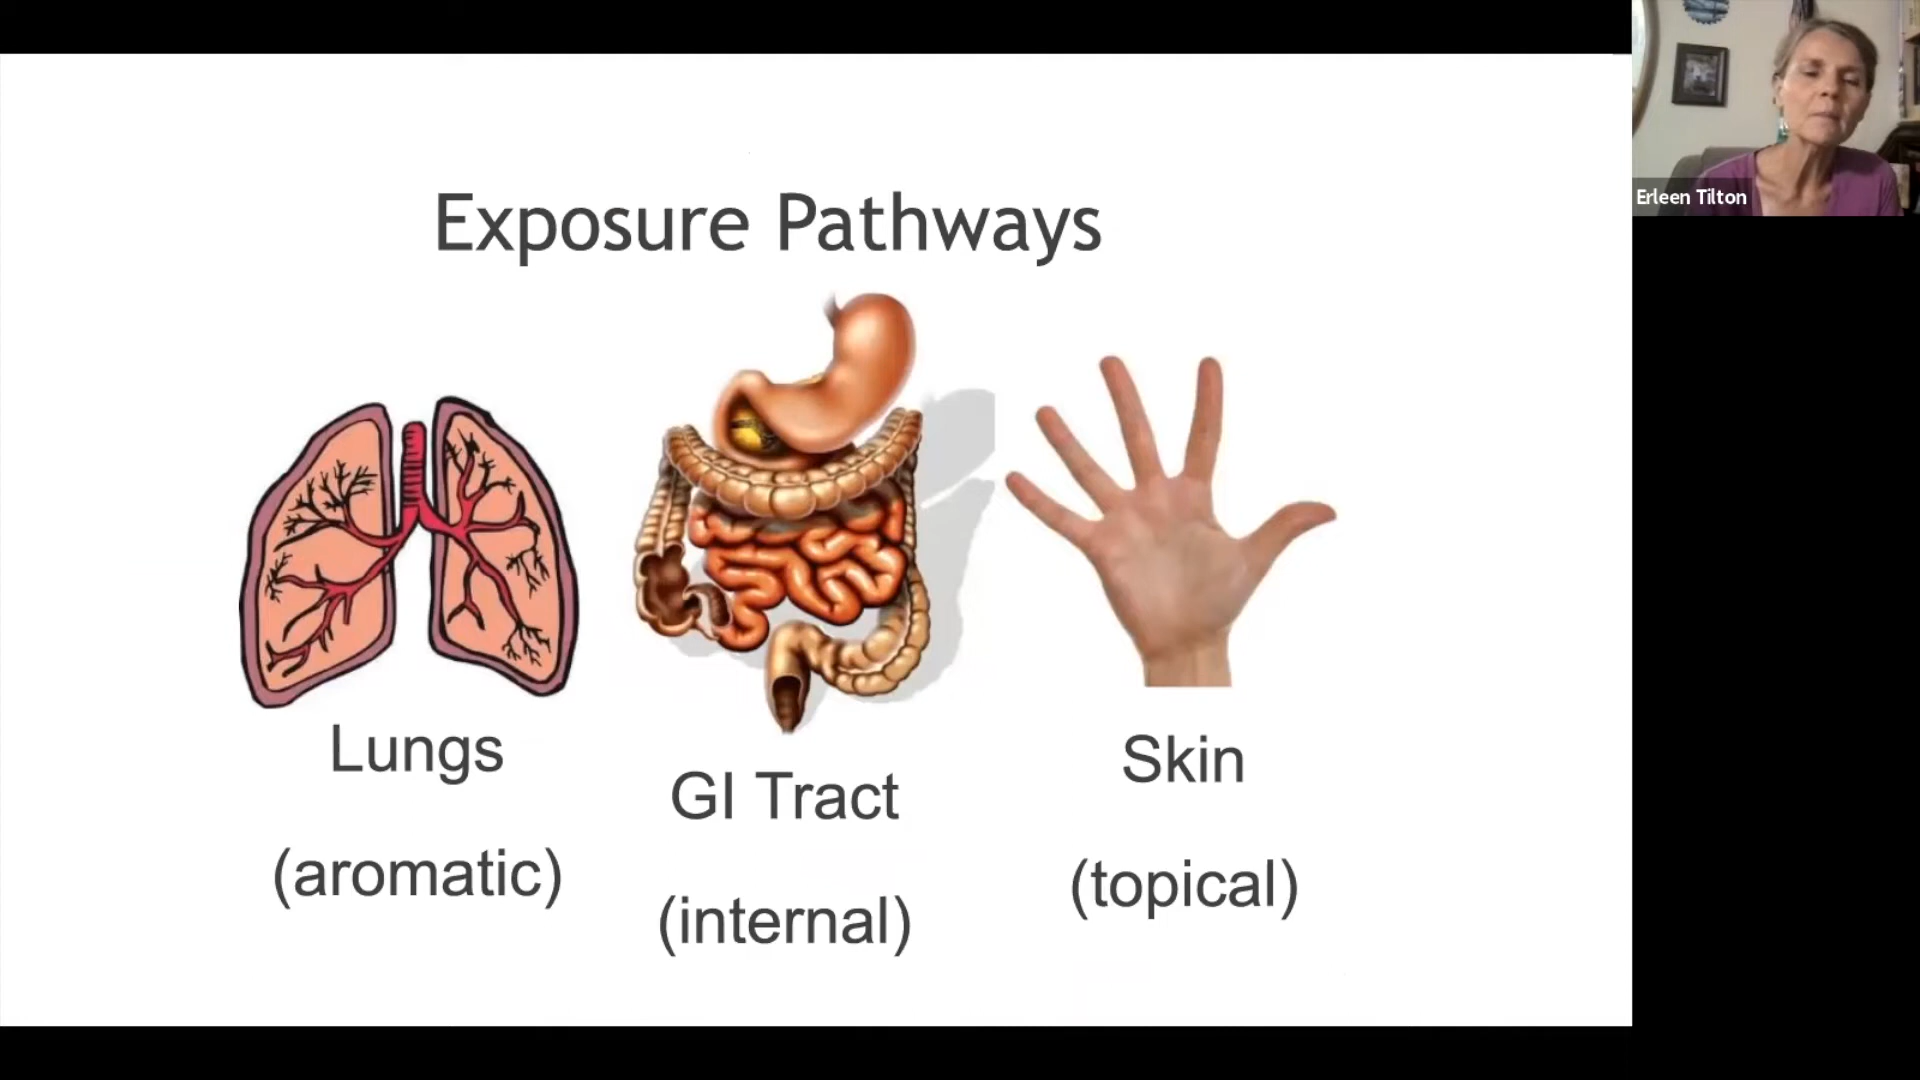 Exposure Pathways
Lungs
(aromatic)
GI Tract
(internal)
Skin
(topical)
Erleen Tilton